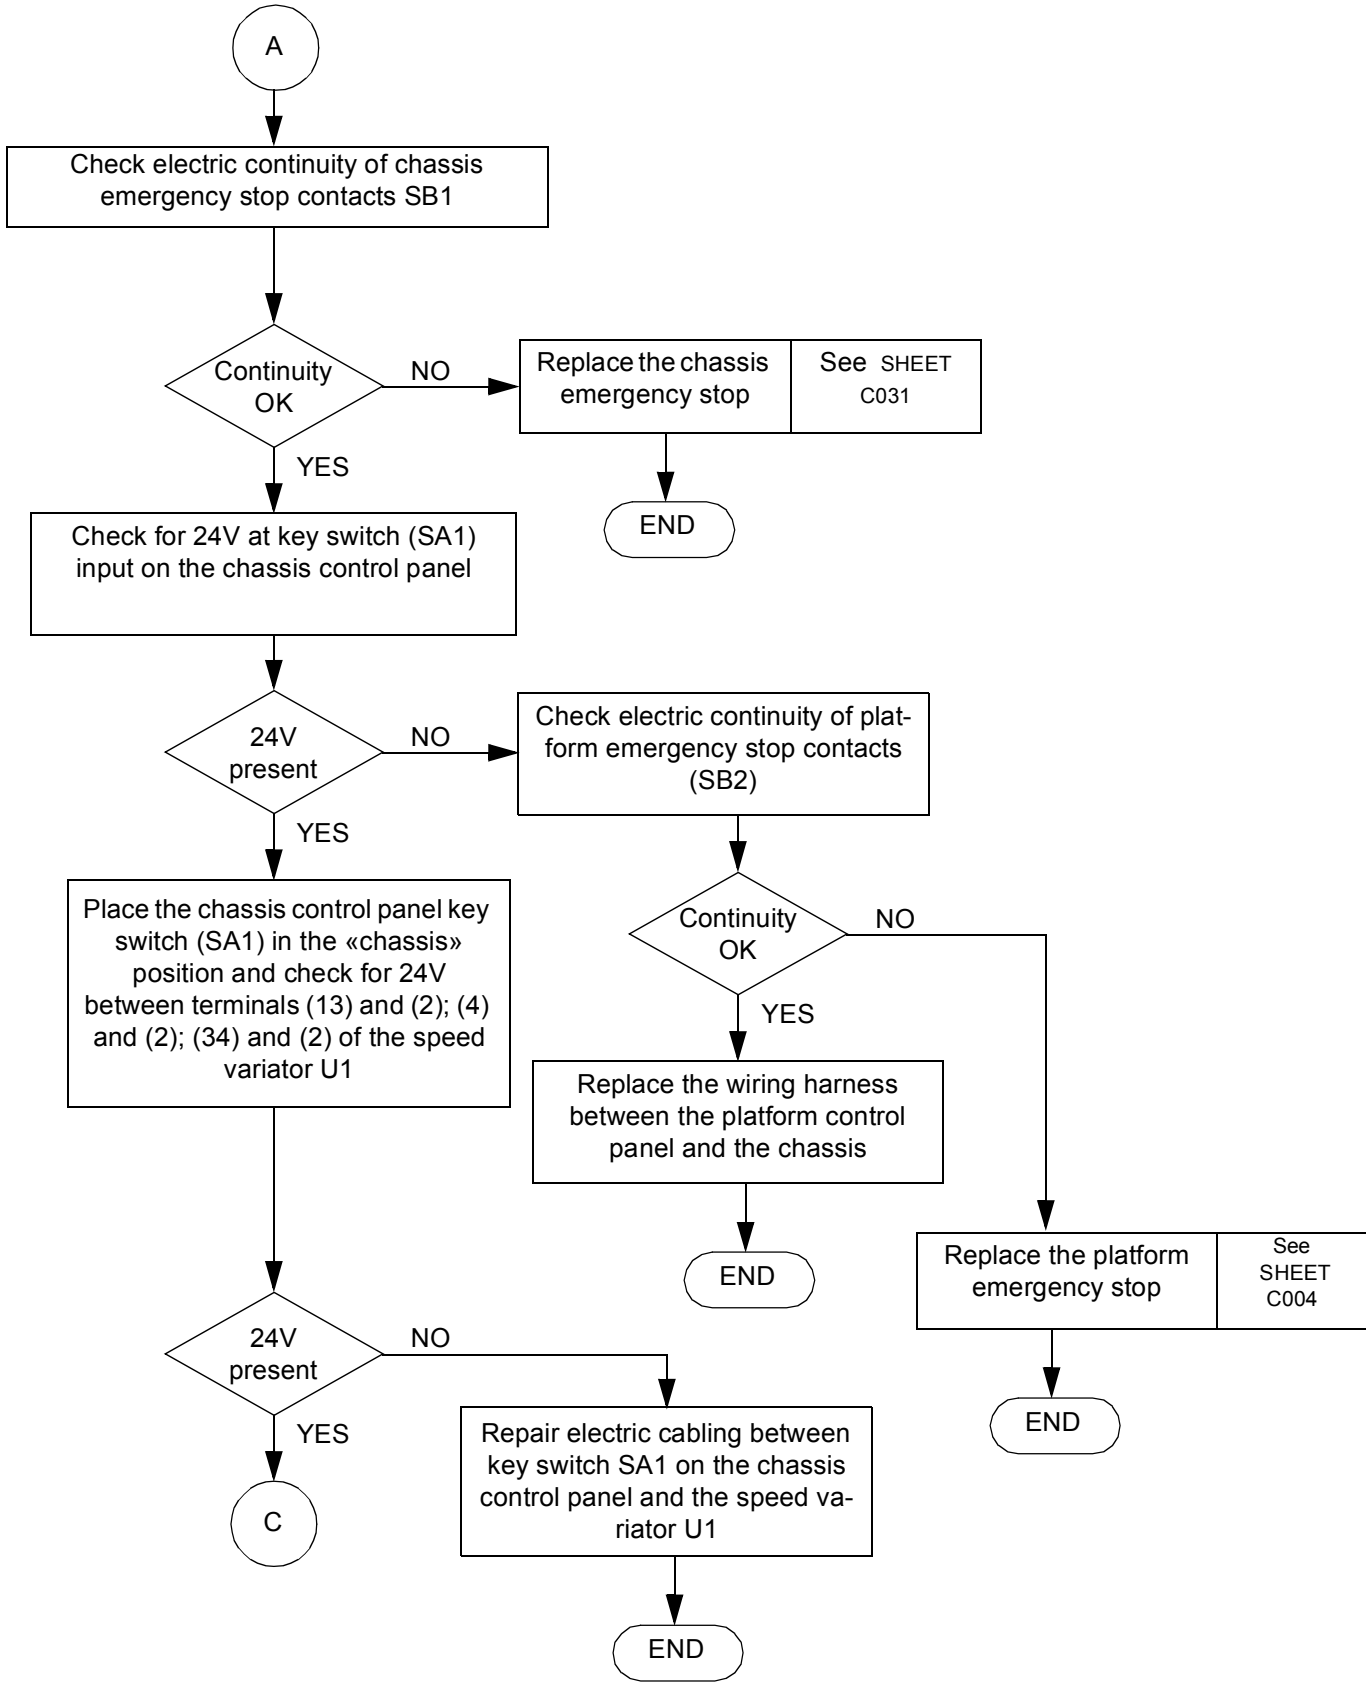 A
Check electric continuity of chassis
emergency stop contacts SB1
Continuity
OK
NO
YES
Replace the chassis
emergency stop
See SHEET
C031
END
Check for 24V at key switch (SA1)
input on the chassis control panel
24V
present
NO
YES
Check electric continuity of plat-
form emergency stop contacts
(SB2)
Place the chassis control panel key
switch (SA1) in the «chassis»
position and check for 24V
between terminals (13) and (2); (4)
and (2); (34) and (2) of the speed
variator U1
Continuity
OK
NO
YES
Replace the wiring harness
between the platform control
panel and the chassis
END
Replace the platform
emergency stop
See
SHEET
C004
END
24V
present
NO
YES
C
Repair electric cabling between
key switch SA1 on the chassis
control panel and the speed va-
riator U1
END